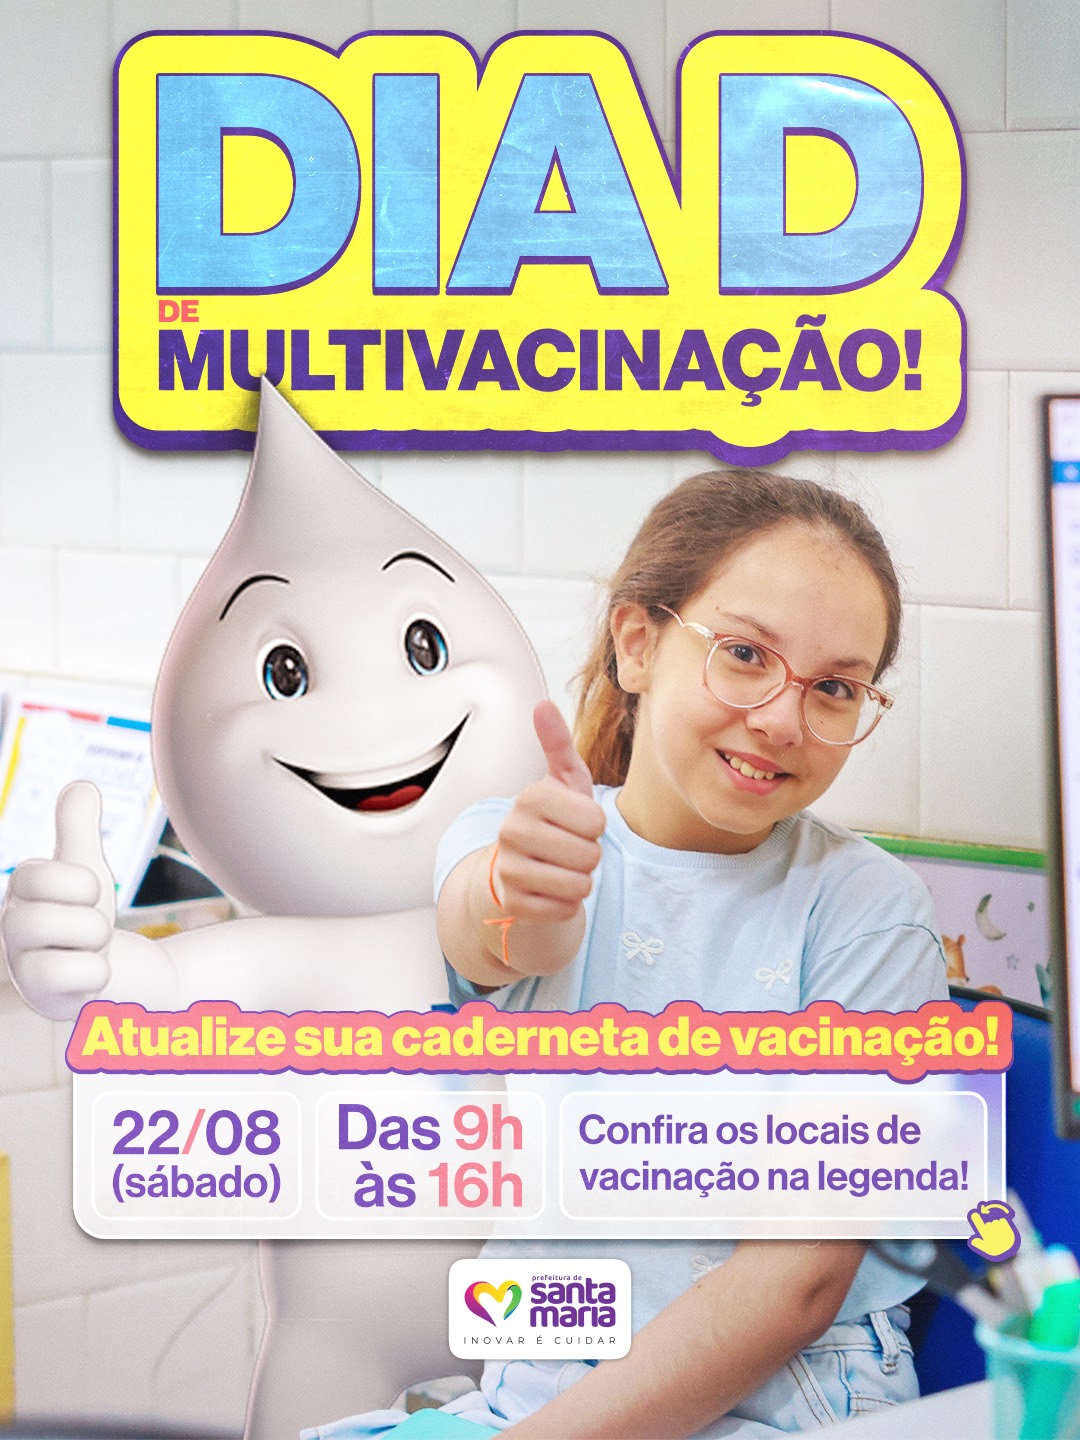 DIA D
DE
MULTIVACINAÇÃO!
Atualize sua caderneta de vacinação!
22/08
(sábado)
Das 9h
às 16h
Confira os locais de
vacinação na legenda!
prefeitura de
santa
maria
INOVAR É CUIDAR